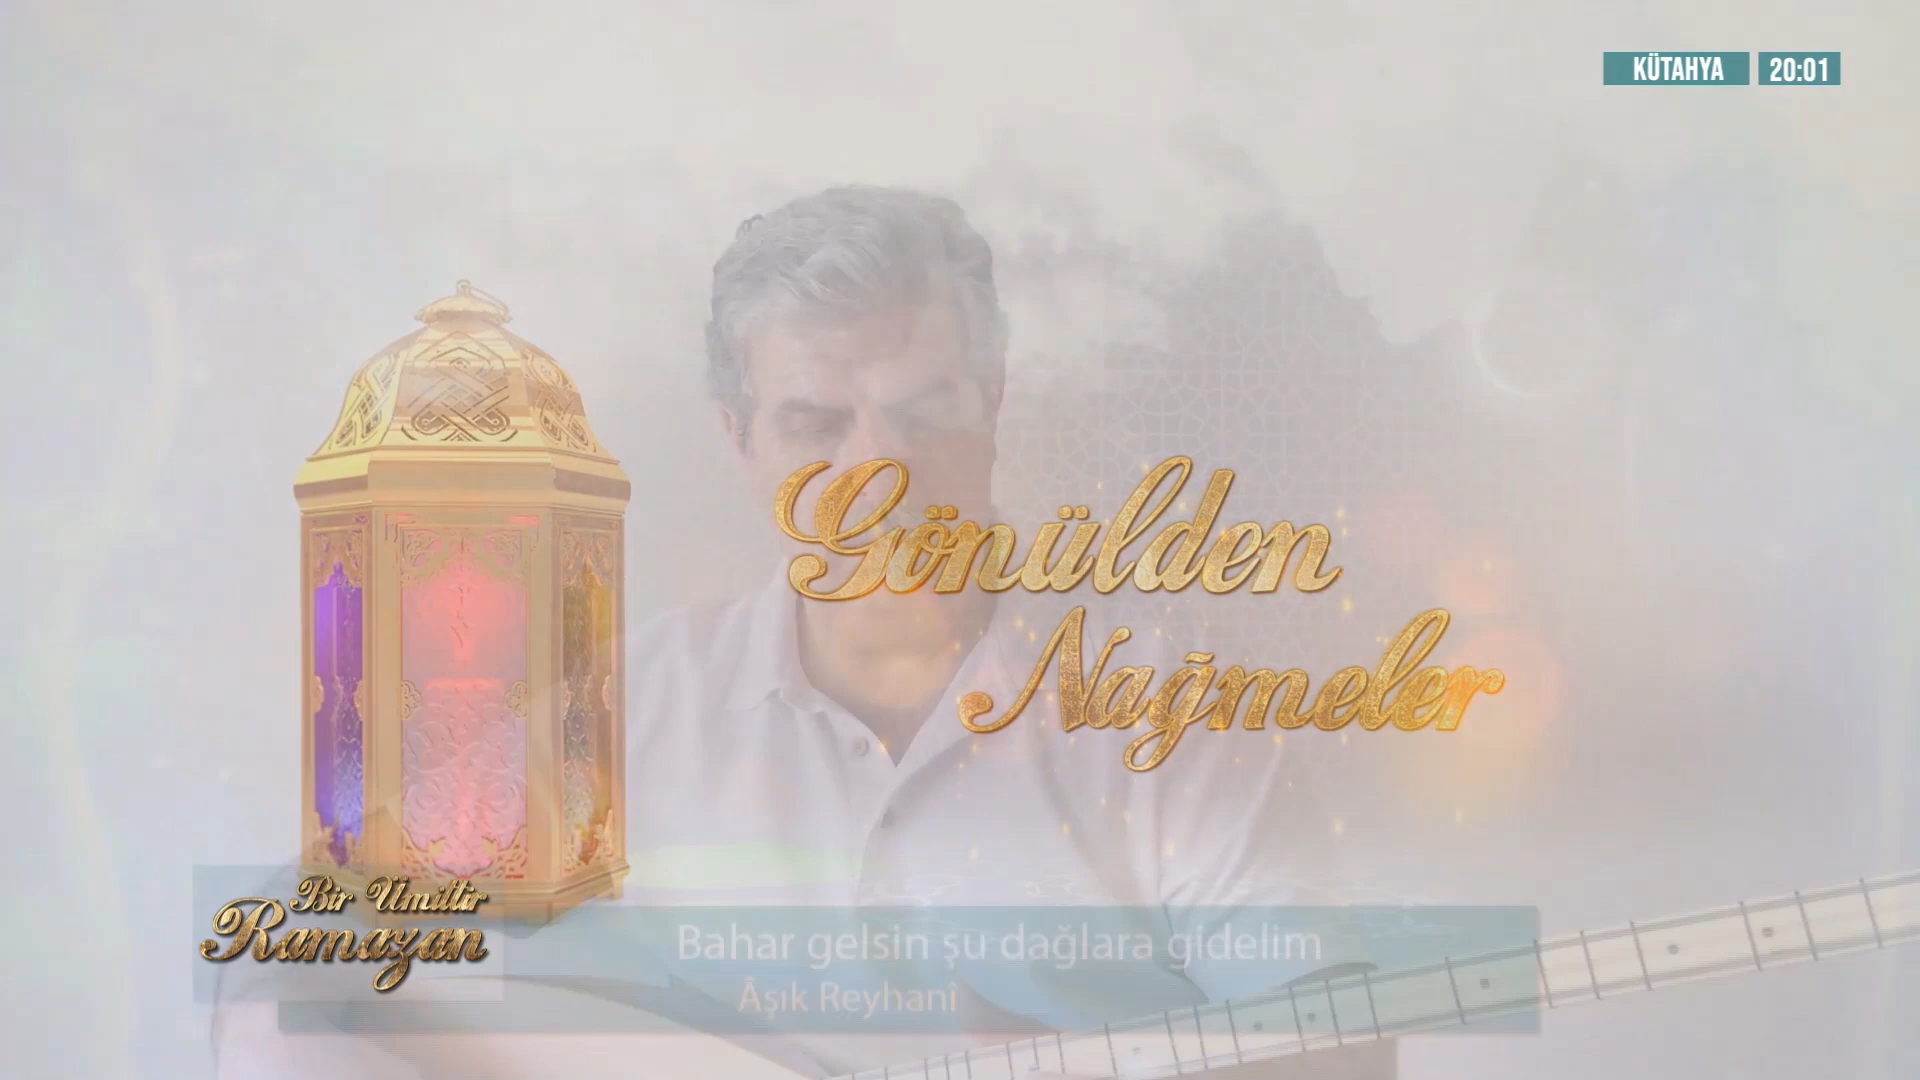 KÜTAHYA 20:01
Gönülden
Nağmeler
Bir Ümittir
Ramazan
Bahar gelsin şu dağlara gidelim
Âşık Reyhanî